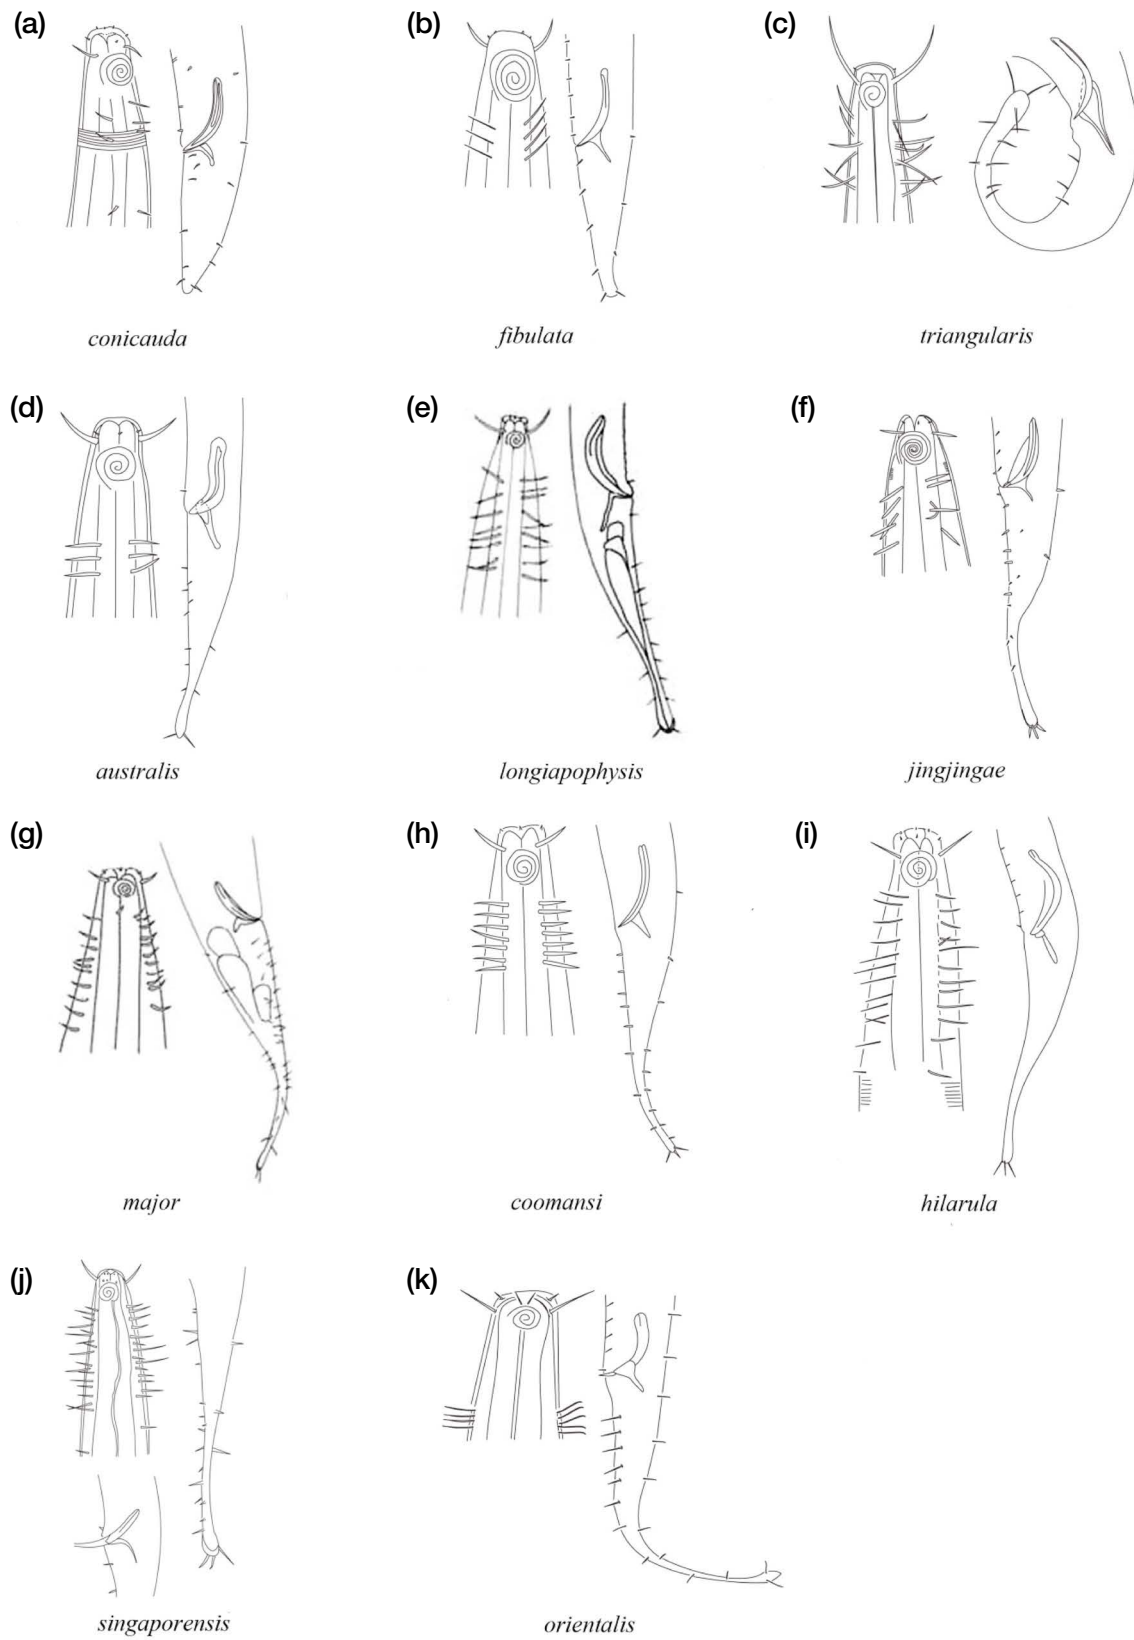 (a) (b) (c)
conicauda fibulata triangularis
(d) (e) (f)
australis longiapophysis jingjingae
(g) (h) (i)
major coomansi hilarula
(j) (k)
singaporensis orientalis